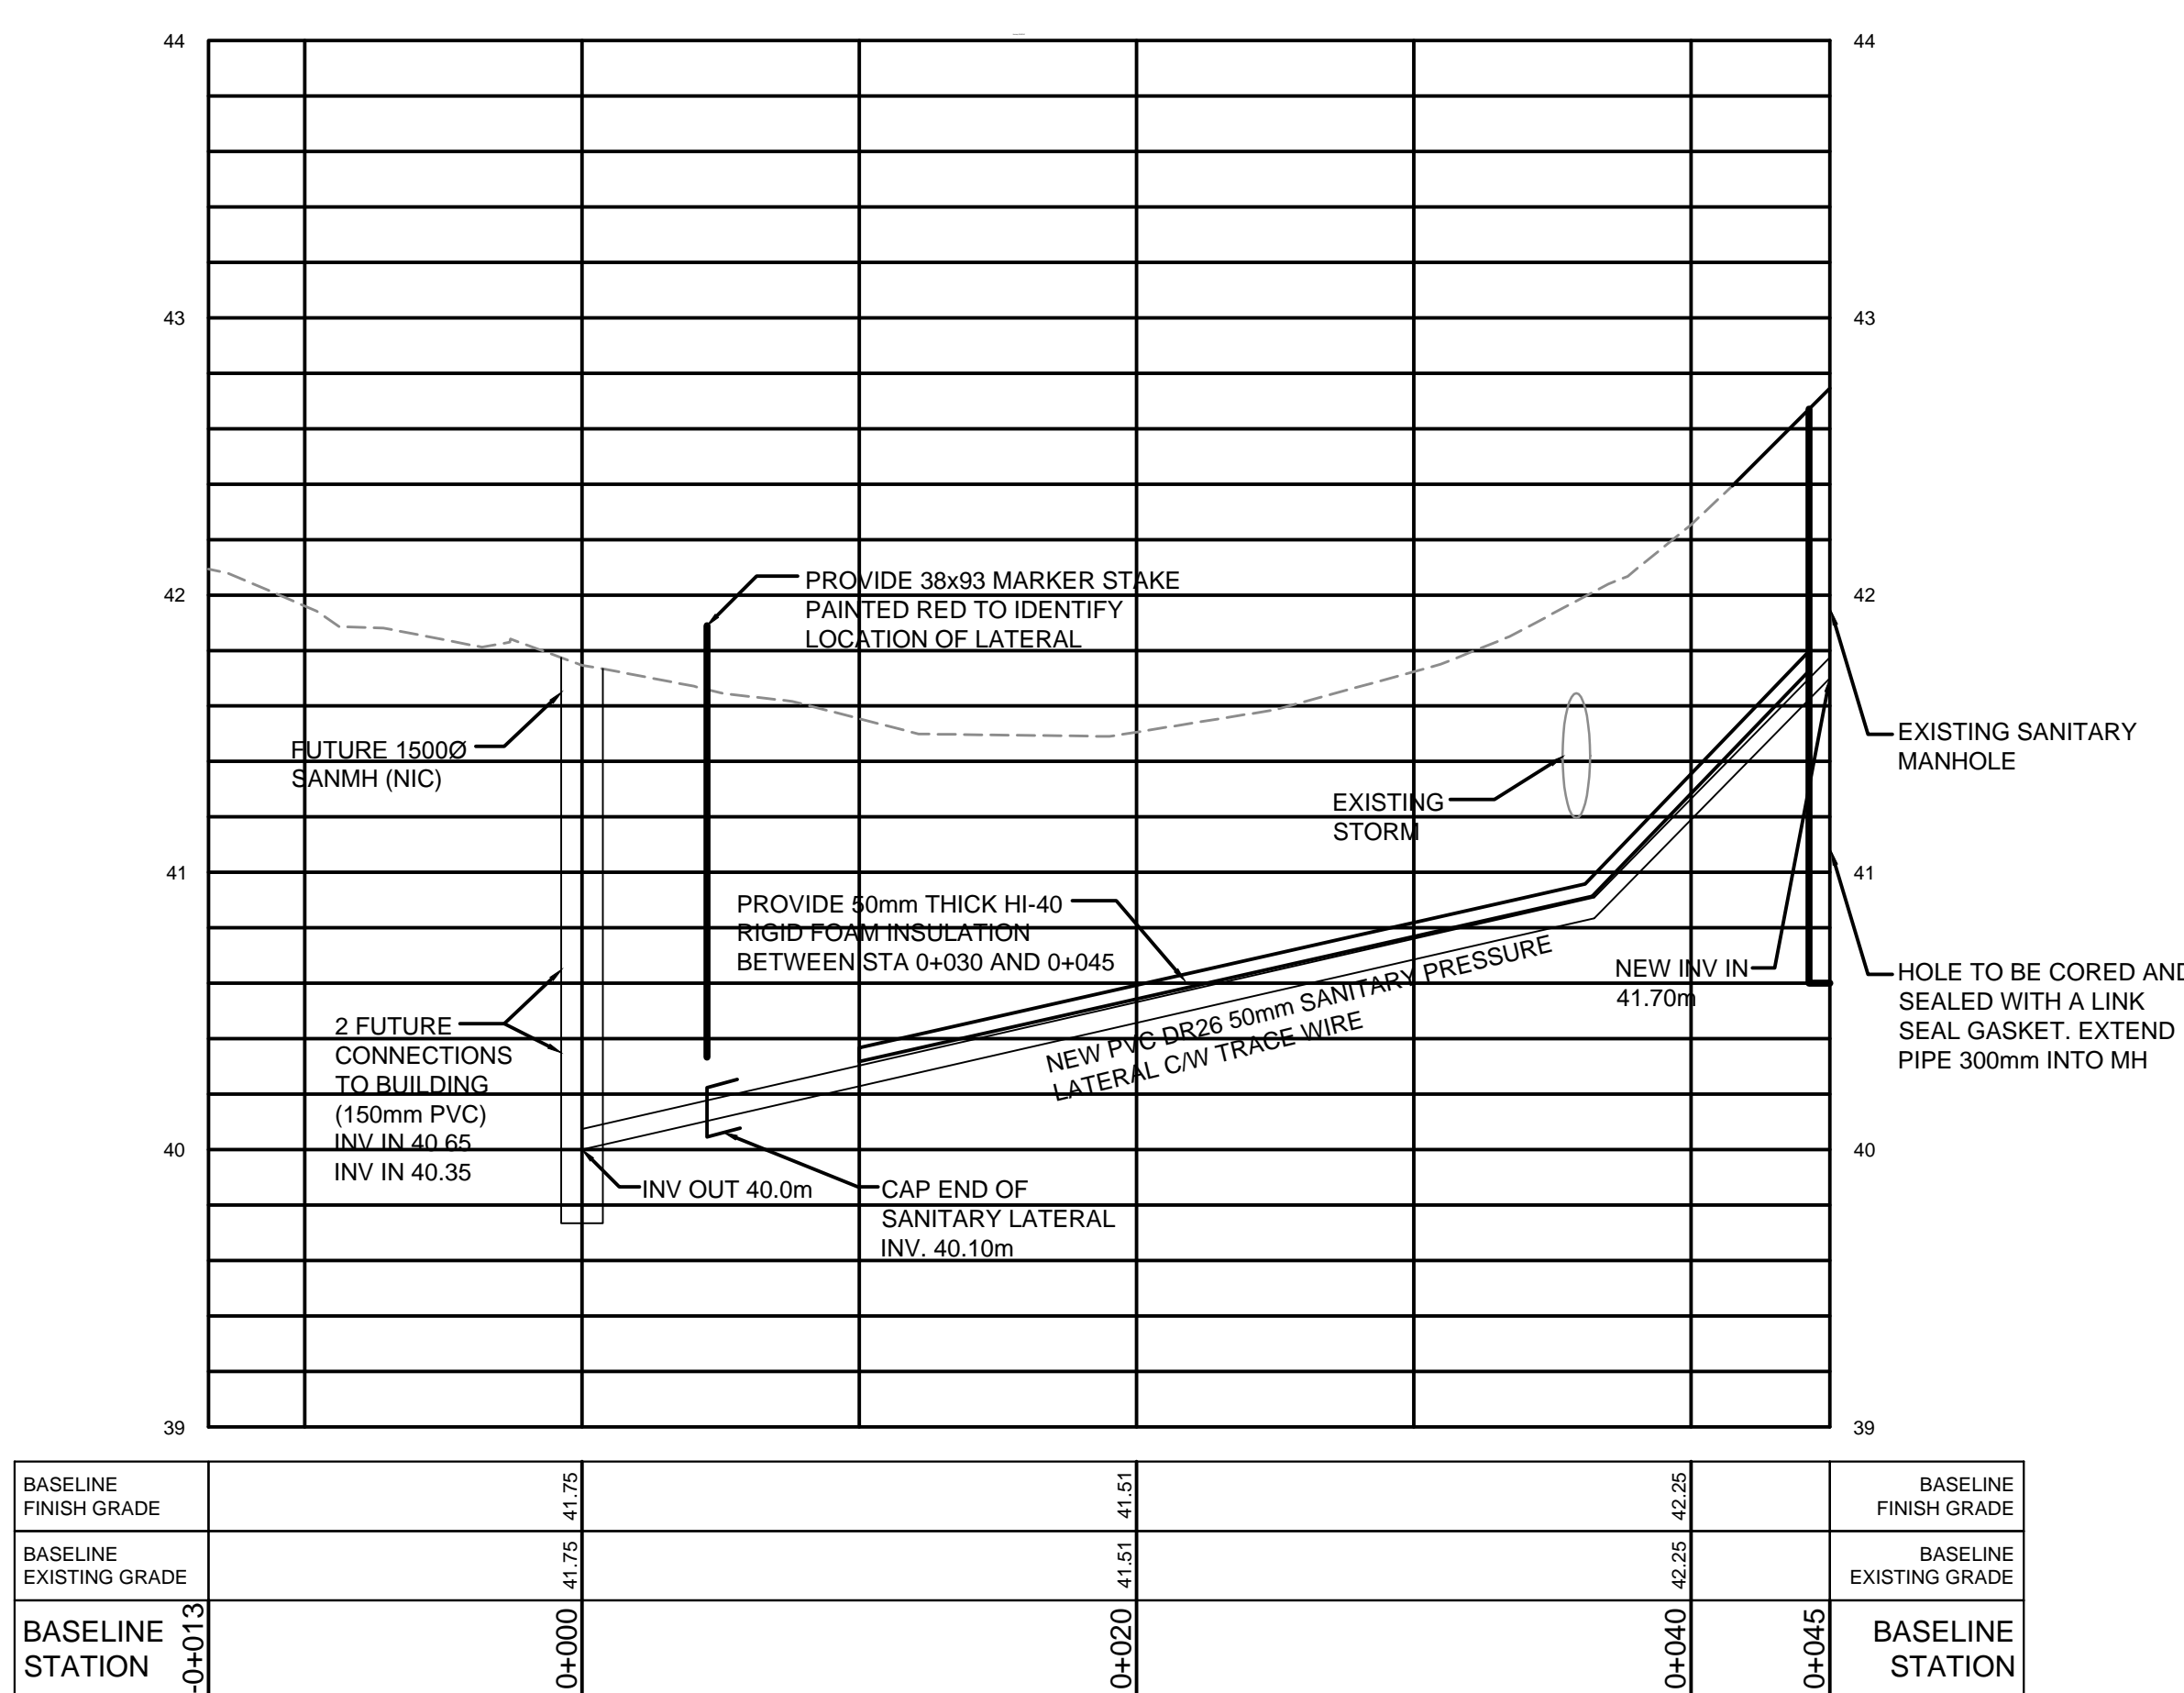 44
44
43
43
42
42
41
41
40
40
39
39
PROVIDE 38x93 MARKER STAKE
PAINTED RED TO IDENTIFY
LOCATION OF LATERAL
FUTURE 1500Ø
SANMH (NIC)
EXISTING SANITARY
MANHOLE
EXISTING
STORM
PROVIDE 50mm THICK HI-40
RIGID FOAM INSULATION
BETWEEN STA 0+030 AND 0+045
NEW PVC DR26 50mm SANITARY PRESSURE
LATERAL C/W TRACE WIRE
NEW INV IN
41.70m
HOLE TO BE CORED AND
SEALED WITH A LINK
SEAL GASKET. EXTEND
PIPE 300mm INTO MH
2 FUTURE
CONNECTIONS
TO BUILDING
(150mm PVC)
INV IN 40.65
INV IN 40.35
INV OUT 40.0m
CAP END OF
SANITARY LATERAL
INV. 40.10m
BASELINE
FINISH GRADE
41.75
41.51
42.25
BASELINE
FINISH GRADE
BASELINE
EXISTING GRADE
41.75
41.51
42.25
BASELINE
EXISTING GRADE
BASELINE
STATION
-0+013
0+000
0+020
0+040
0+045
BASELINE
STATION